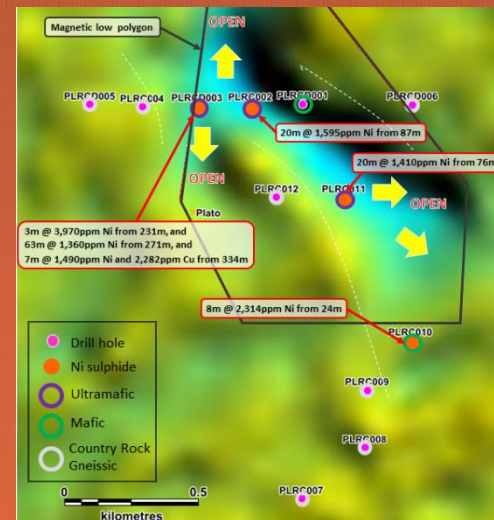 Magnetic low polygon
OPEN
PLRCD005
PLRC004
PLRCD003
PLRC002
PLRCD001
PLRCD006
20m @ 1,595ppm Ni from 87m
20m @ 1,410ppm Ni from 76m
OPEN
PLRC012
PLRC011
OPEN
Plato
3m @ 3,970ppm Ni from 231m, and
63m @ 1,360ppm Ni from 271m, and
7m @ 1,490ppm Ni and 2,282ppm Cu from 334m
8m @ 2,314ppm Ni from 24m
PLRC010
Drill hole
Ni sulphide
Ultramafic
Mafic
Country Rock
Gneissic
PLRC009
PLRC008
PLRC007
0 0.5
kilometres